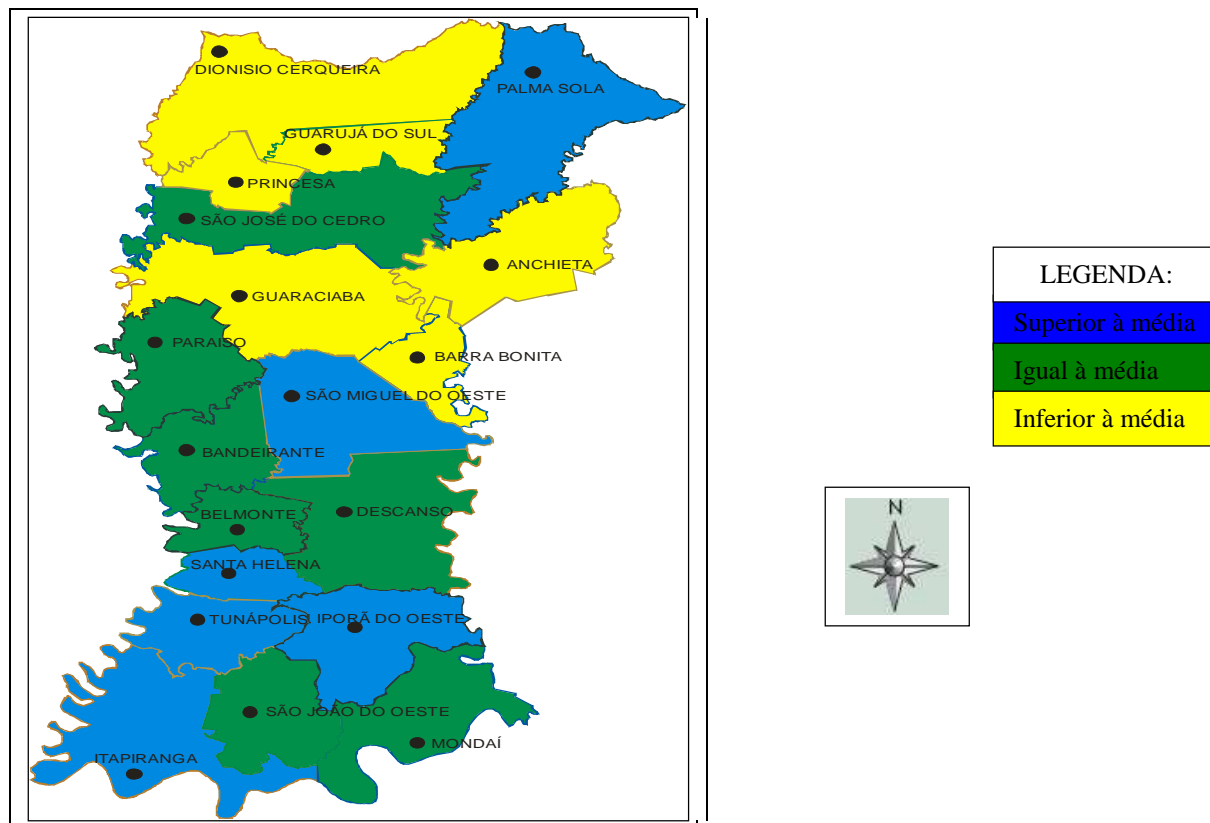 DIONISIO CERQUEIRA
PALMA SOLA
GUARUJÁ DO SUL
PRINCESA
SÃO JOSÉ DO CEDRO
ANCHIETA
GUARACIABA
PARAISO
BARRA BONITA
SÃO MIGUEL DO OESTE
BANDEIRANTE
BELMONTE
DESCANSO
SANTA HELENA
TUNÁPOLIS
IPORÃ DO OESTE
SÃO JOÃO DO OESTE
MONDAÍ
ITAPIRANGA
LEGENDA:
Superior à média
Igual à média
Inferior à média
N